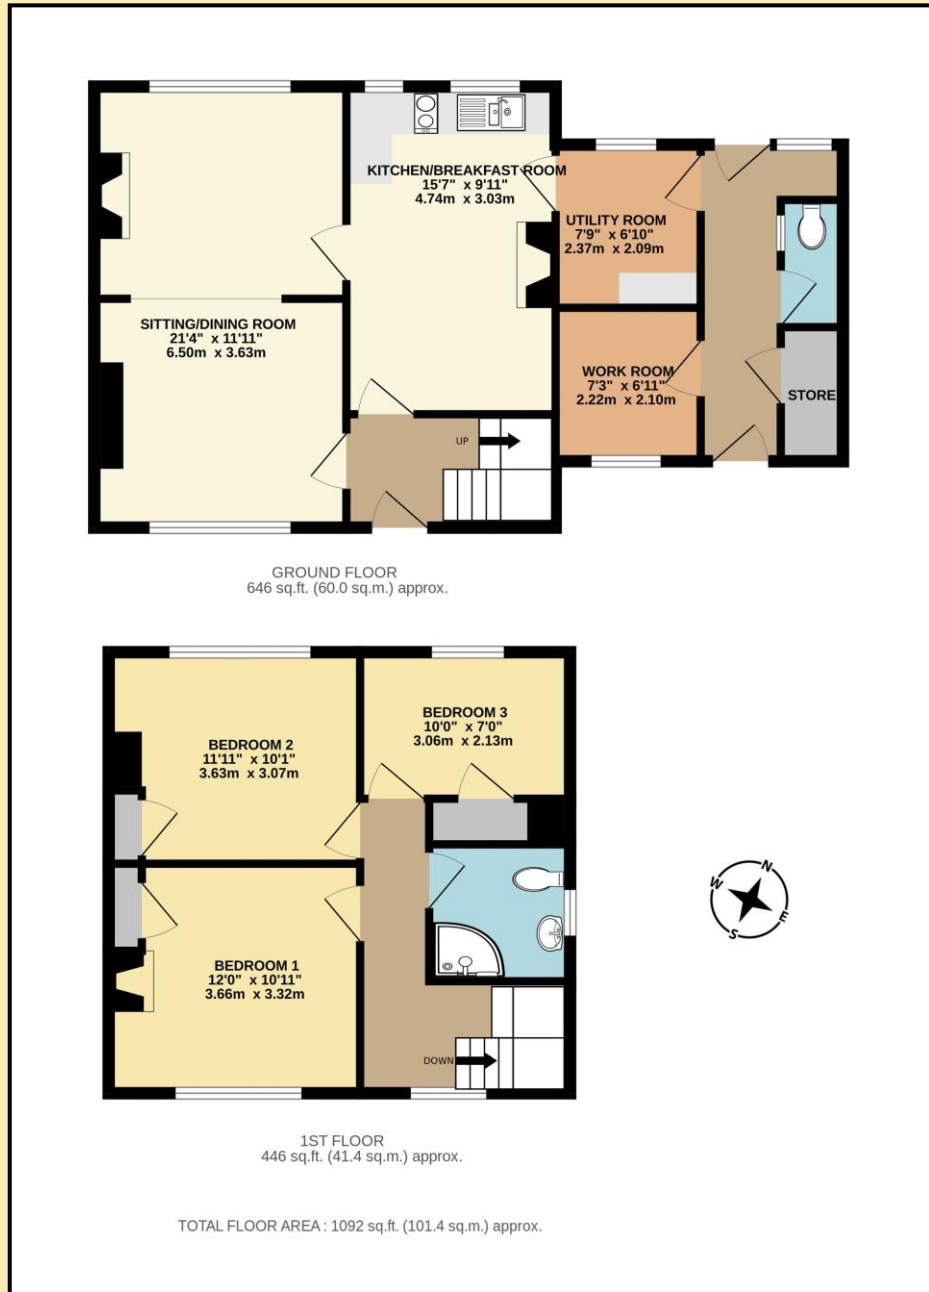 KITCHEN/BREAKFAST ROOM
15'7" x 9'11"
4.74m x 3.03m
UTILITY ROOM
7'9" x 6'10"
2.37m x 2.09m
SITTING/DINING ROOM
21'4" x 11'11"
6.50m x 3.63m
WORK ROOM
7'3" x 6'11"
2.22m x 2.10m
STORE
UP
GROUND FLOOR
646 sq.ft. (60.0 sq.m.) approx.
BEDROOM 3
10'0" x 7'0"
3.06m x 2.13m
BEDROOM 2
11'11" x 10'1"
3.63m x 3.07m
BEDROOM 1
12'0" x 10'11"
3.66m x 3.32m
DOWN
N
W
E
S
1ST FLOOR
446 sq.ft. (41.4 sq.m.) approx.
TOTAL FLOOR AREA : 1092 sq.ft. (101.4 sq.m.) approx.